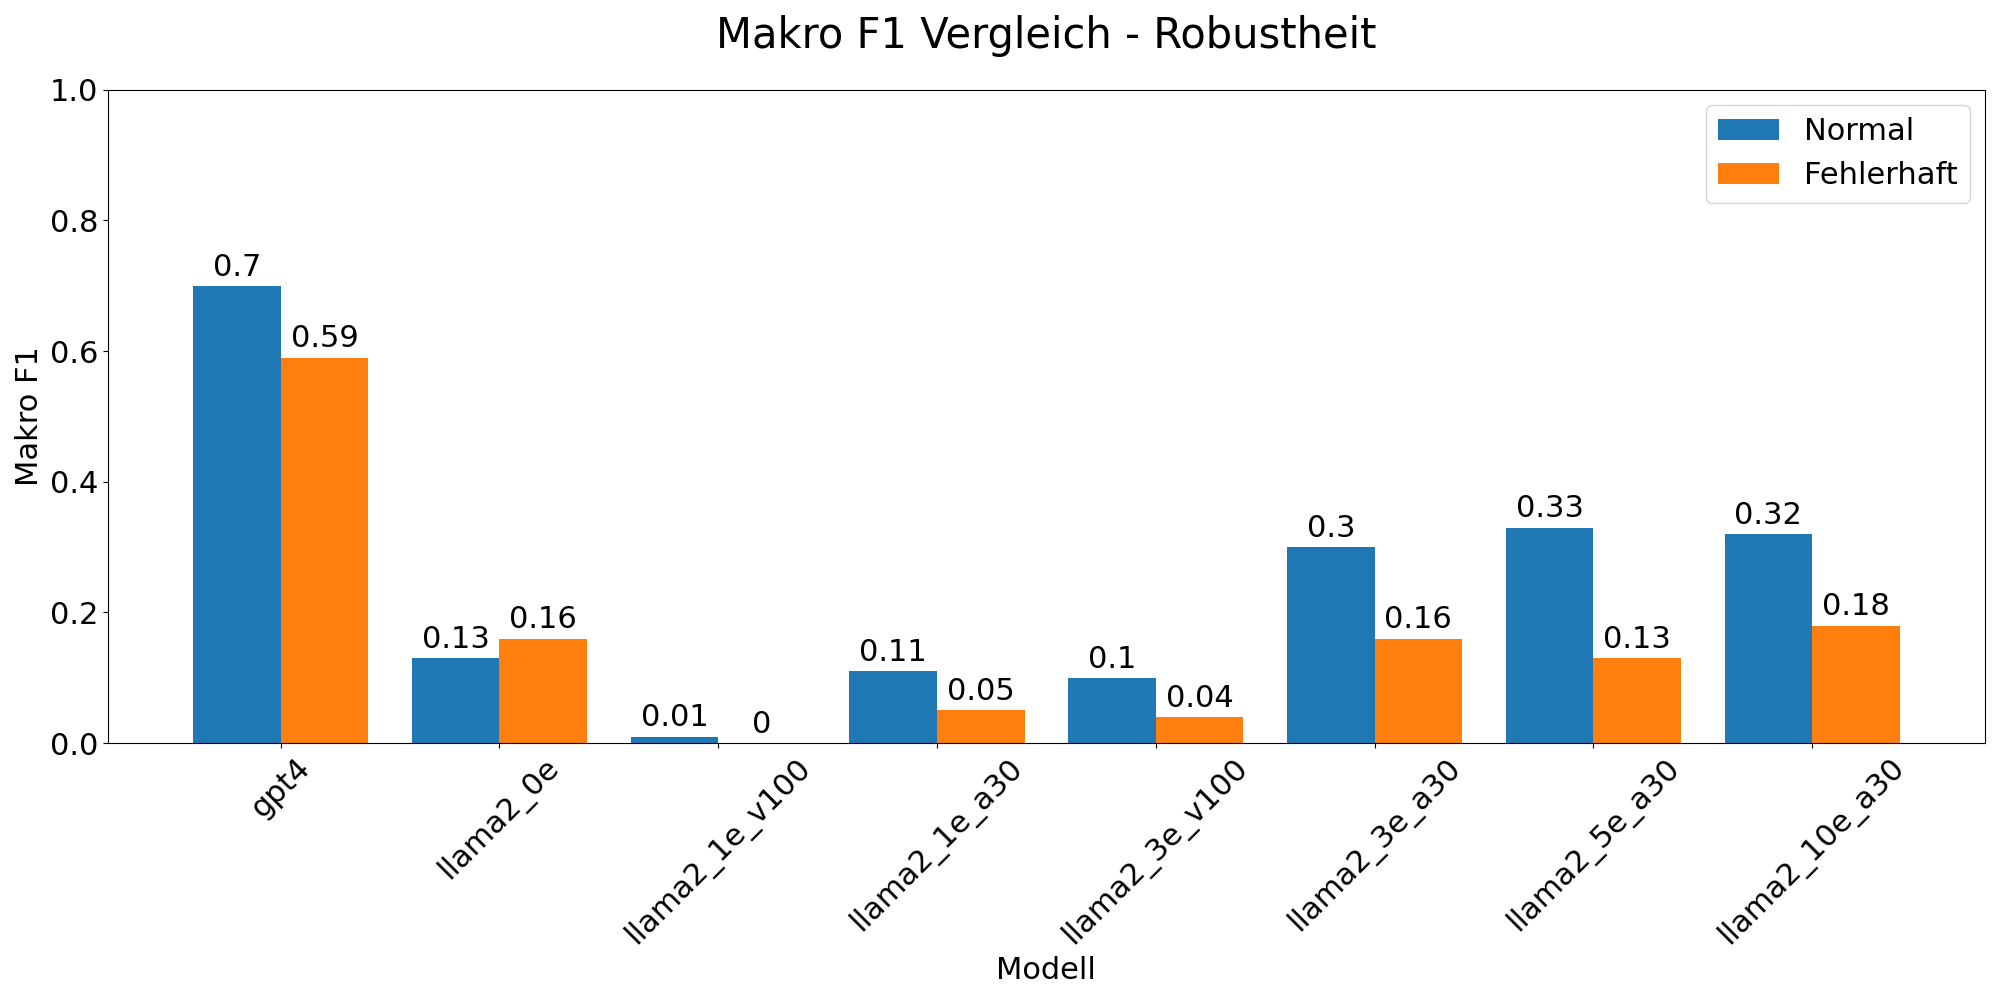 Makro F1 Vergleich - Robustheit
1.0
0.8
0.6
0.4
0.2
0.0
Makro F1
Normal
Fehlerhaft
0.7
0.59
0.13
0.16
0.01
0
0.11
0.05
0.1
0.04
0.3
0.16
0.33
0.13
0.32
0.18
gpt4
llama2_0e
llama2_1e_v100
llama2_1e_a30
llama2_3e_v100
llama2_3e_a30
llama2_5e_a30
llama2_10e_a30
Modell